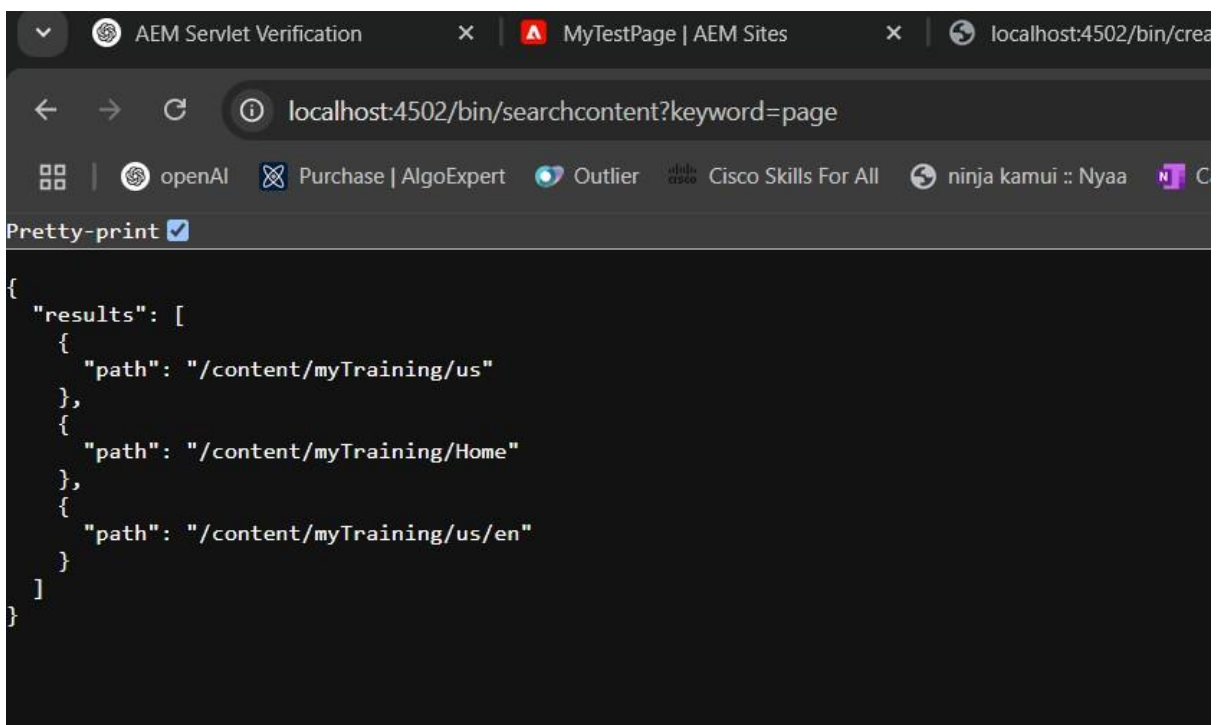 AEM Servlet Verification
MyTestPage | AEM Sites
localhost:4502/bin/crea
localhost:4502/bin/searchcontent?keyword=page
openAI Purchase | AlgoExpert Outlier cisco Cisco Skills For All ninja kamui :: Nyaa N C
Pretty-print
{
"results": [
{
"path": "/content/myTraining/us"
},
{
"path": "/content/myTraining/Home"
},
{
"path": "/content/myTraining/us/en"
}
]
}